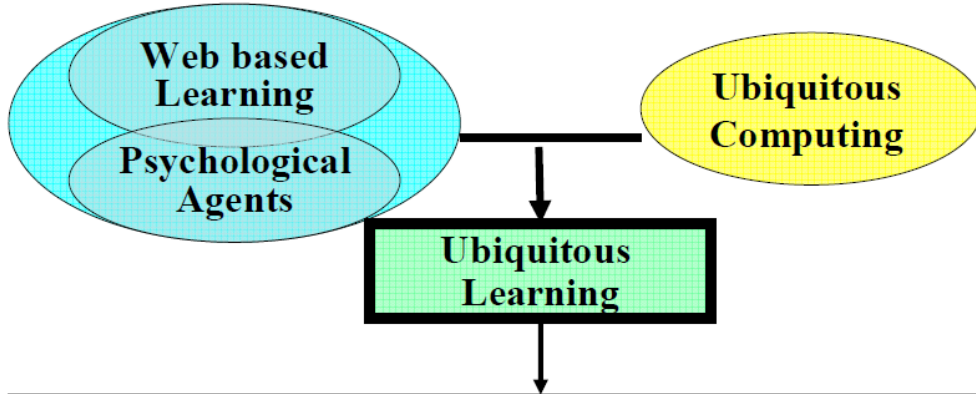 Web based
Learning
Psychological
Agents
Ubiquitous
Computing
Ubiquitous
Learning